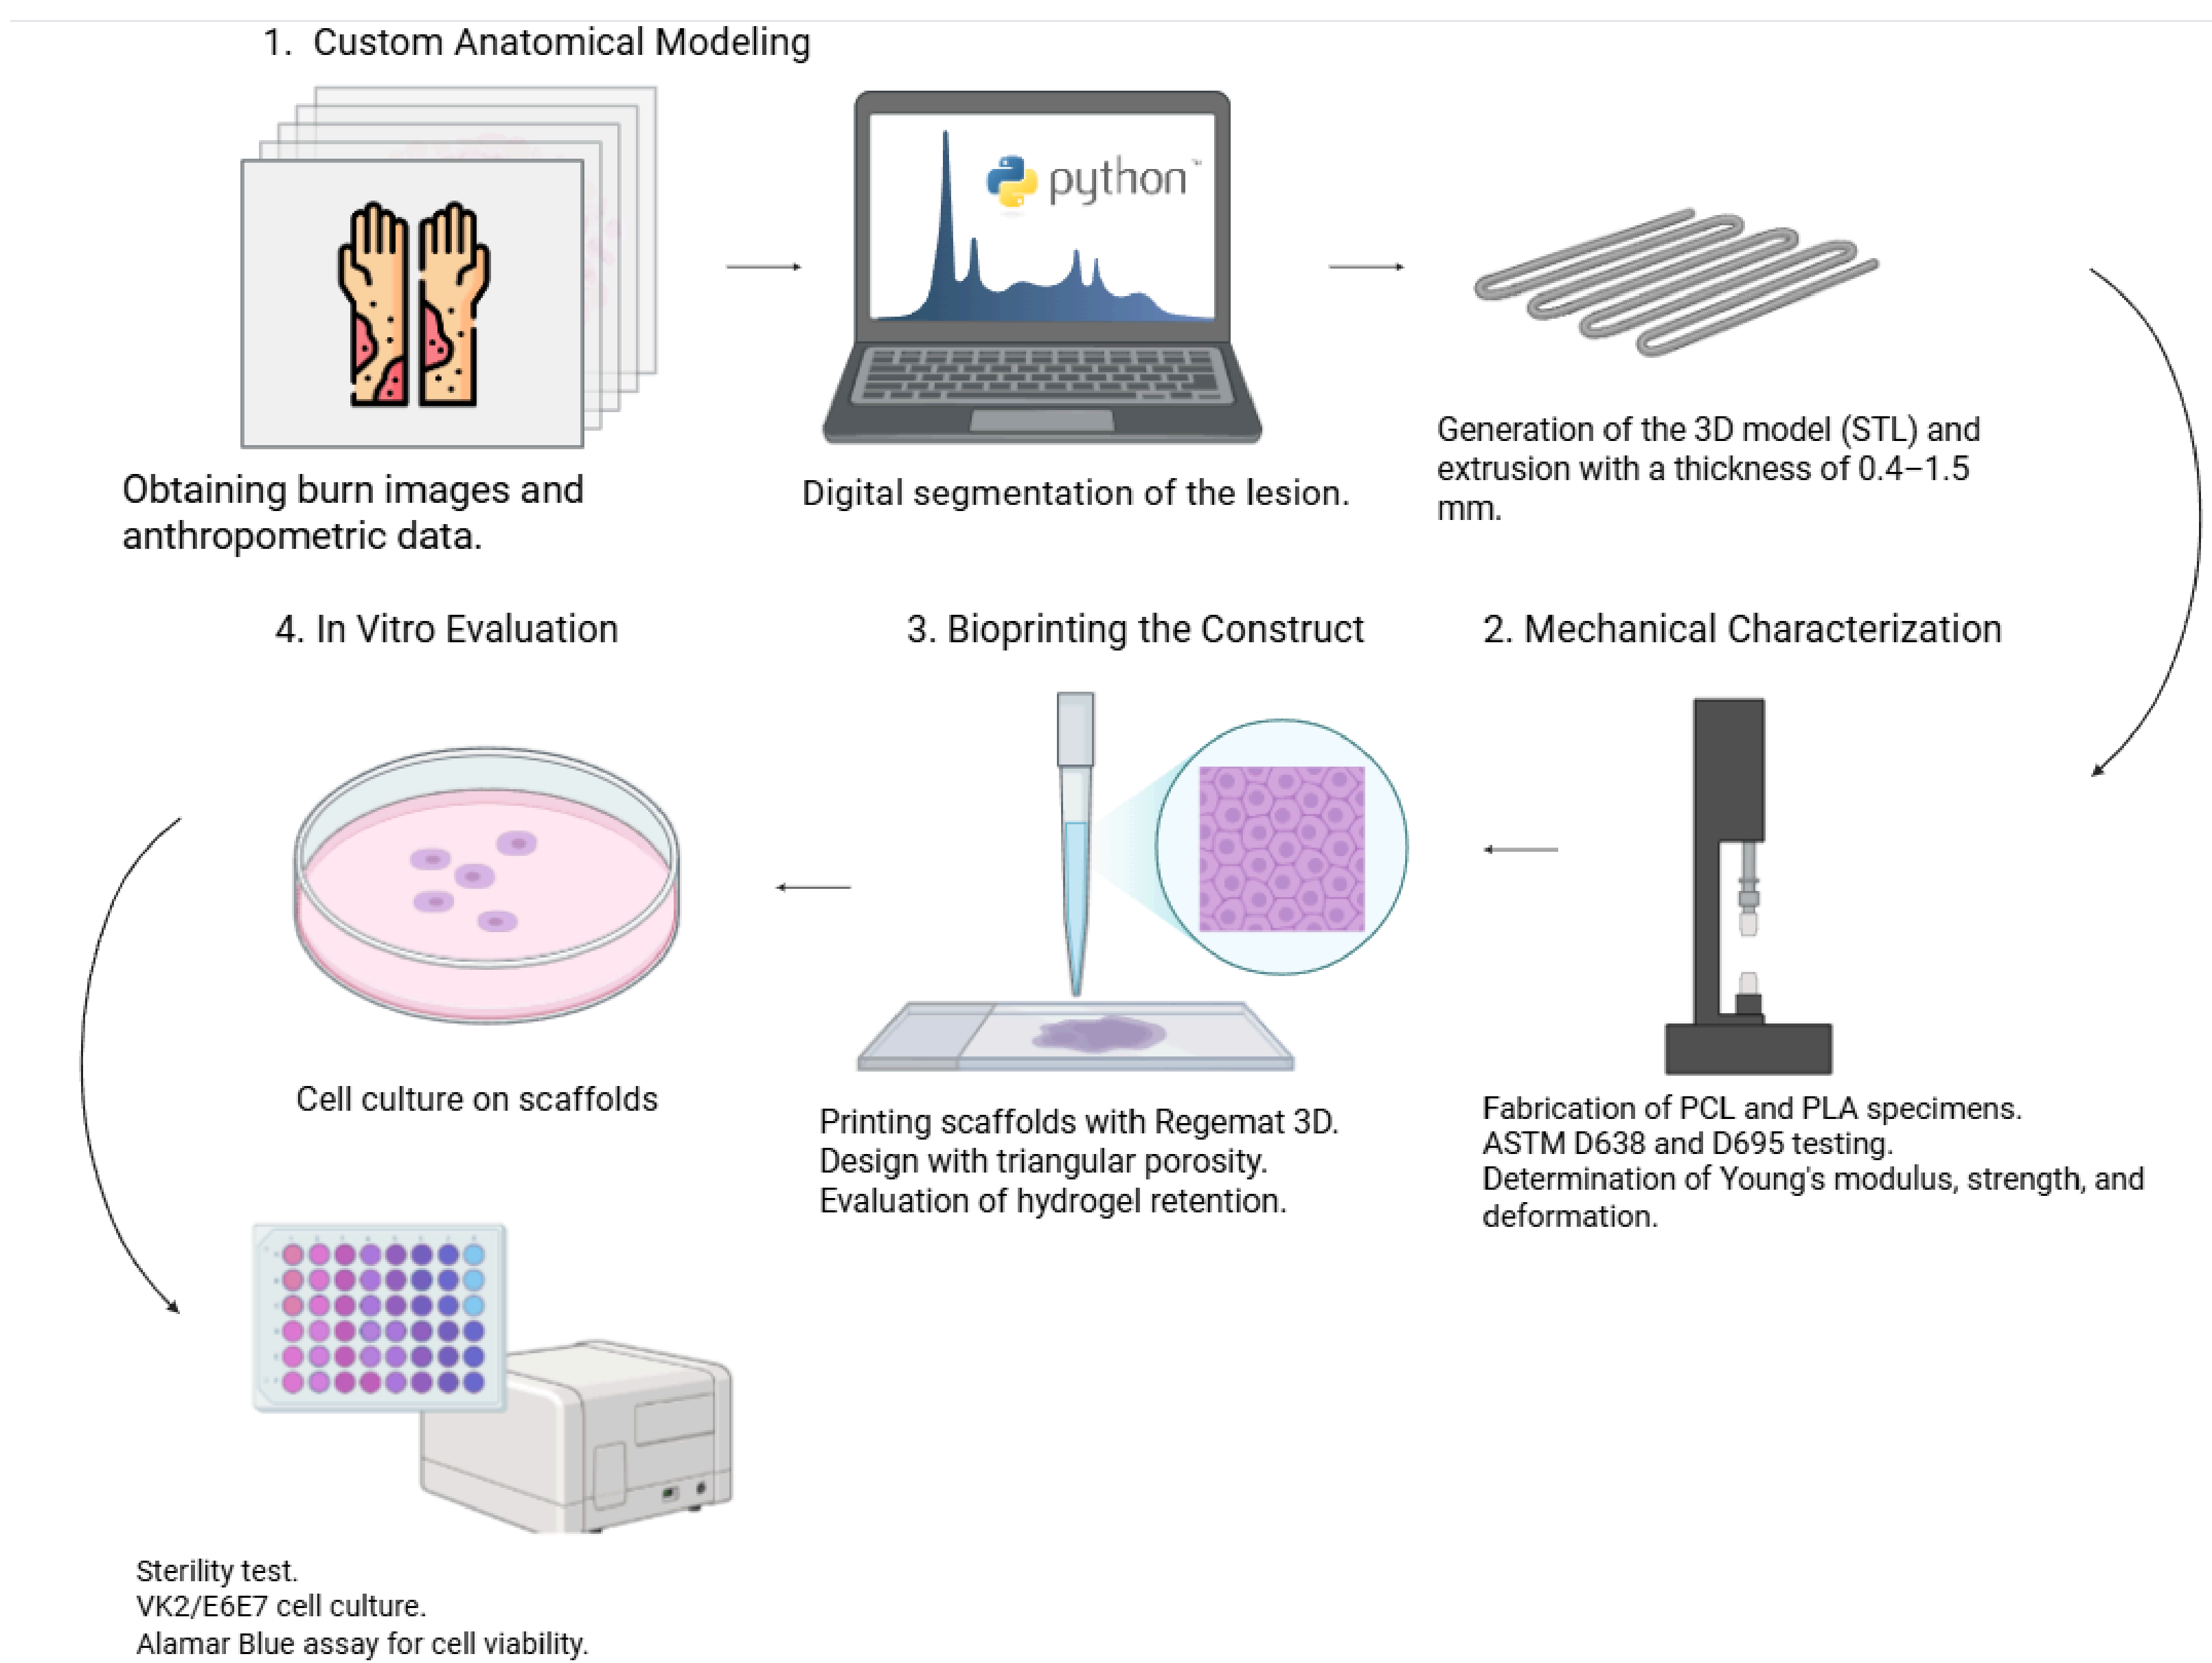 1. Custom Anatomical Modeling
python™
Obtaining burn images and
anthropometric data.
Digital segmentation of the lesion.
Generation of the 3D model (STL) and
extrusion with a thickness of 0.4–1.5
mm.
2. Mechanical Characterization
Fabrication of PCL and PLA specimens.
ASTM D638 and D695 testing.
Determination of Young's modulus, strength, and
deformation.
3. Bioprinting the Construct
Printing scaffolds with Regemat 3D.
Design with triangular porosity.
Evaluation of hydrogel retention.
4. In Vitro Evaluation
Cell culture on scaffolds
Sterility test.
VK2/E6E7 cell culture.
Alamar Blue assay for cell viability.